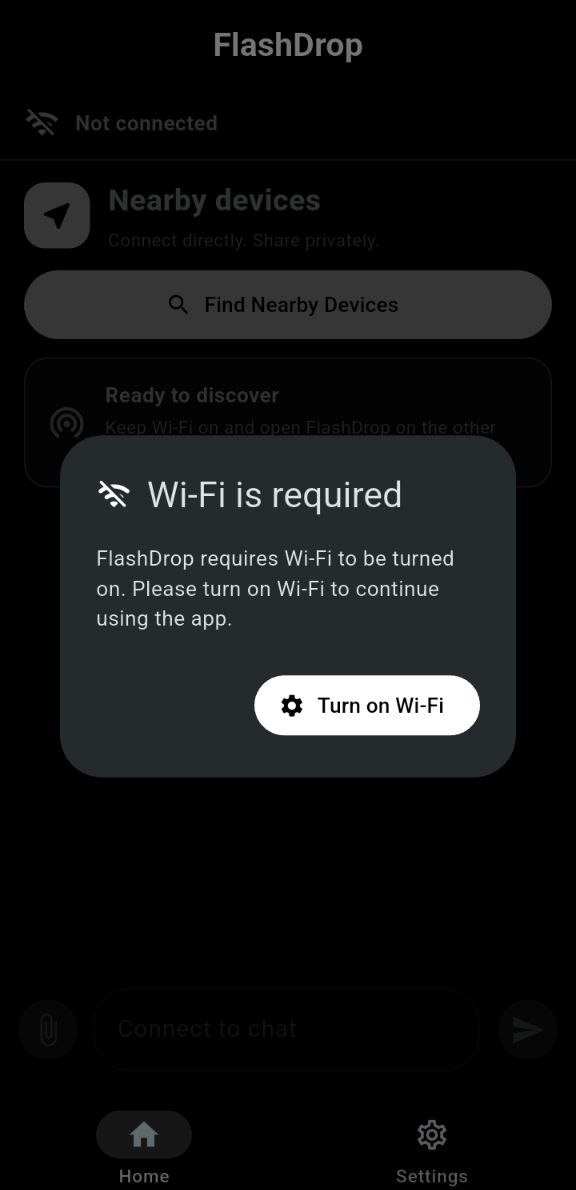 FlashDrop
Not connected
Nearby devices
Connect directly. Share privately.
Find Nearby Devices
Ready to discover
Keep Wi-Fi on and open FlashDrop on the other
Wi-Fi is required
FlashDrop requires Wi-Fi to be turned
on. Please turn on Wi-Fi to continue
using the app.
Turn on Wi-Fi
Connect to chat
Home
Settings